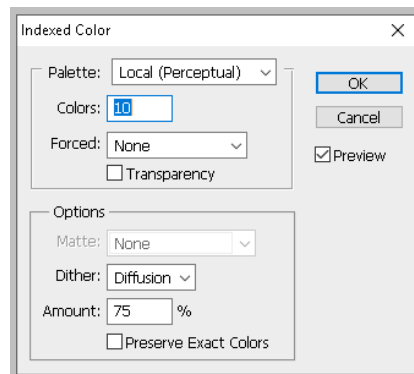 Indexed Color
Palette: Local (Perceptual)
OK
Colors: 10
Cancel
Forced: None
Preview
Transparency
Options
Matte: None
Dither: Diffusion
Amount: 75 %
Preserve Exact Colors